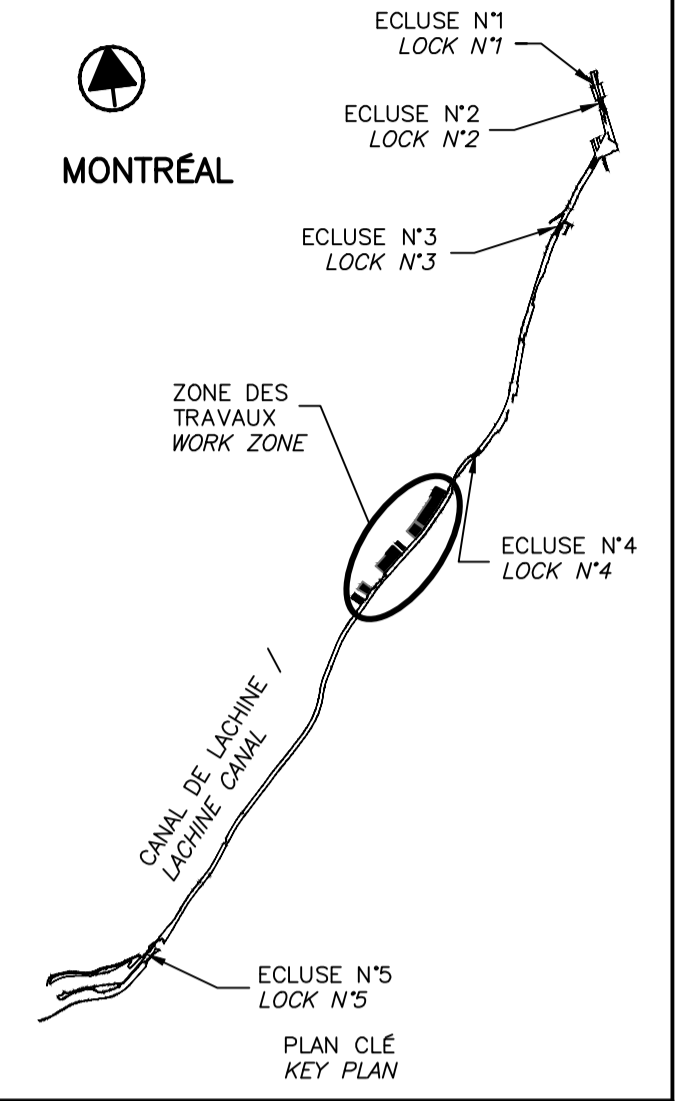 ECLUSE N°1
LOCK N°1
ECLUSE N°2
LOCK N°2
MONTRÉAL
ECLUSE N°3
LOCK N°3
ZONE DES
TRAVAUX
WORK ZONE
ECLUSE N°4
LOCK N°4
CANAL DE LACHINE /
LACHINE CANAL
ECLUSE N°5
LOCK N°5
PLAN CLÉ
KEY PLAN